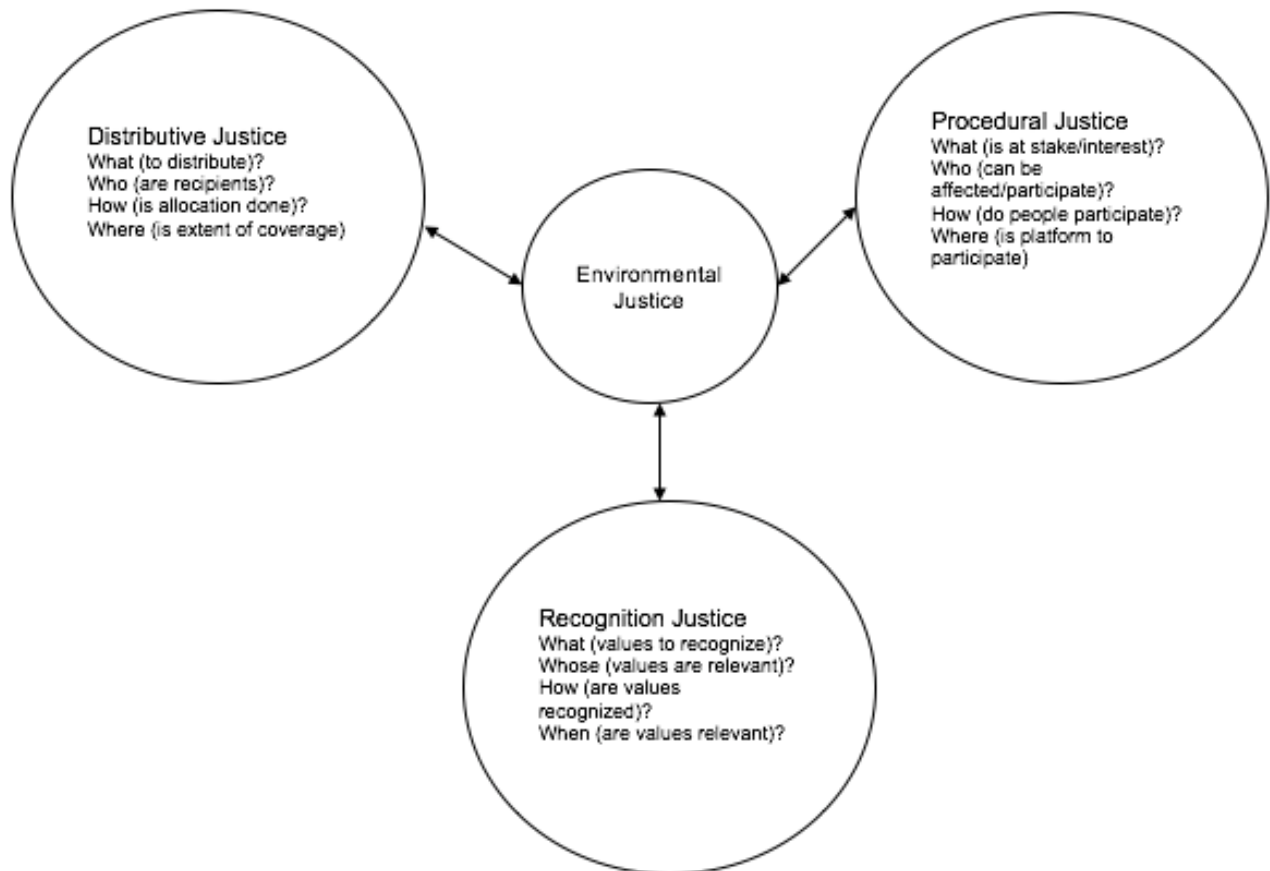 Distributive Justice
What (to distribute)?
Who (are recipients)?
How (is allocation done)?
Where (is extent of coverage)
Procedural Justice
What (is at stake/interest)?
Who (can be
affected/participate)?
How (do people participate)?
Where (is platform to
participate)
Environmental
Justice
Recognition Justice
What (values to recognize)?
Whose (values are relevant)?
How (are values
recognized)?
When (are values relevant)?